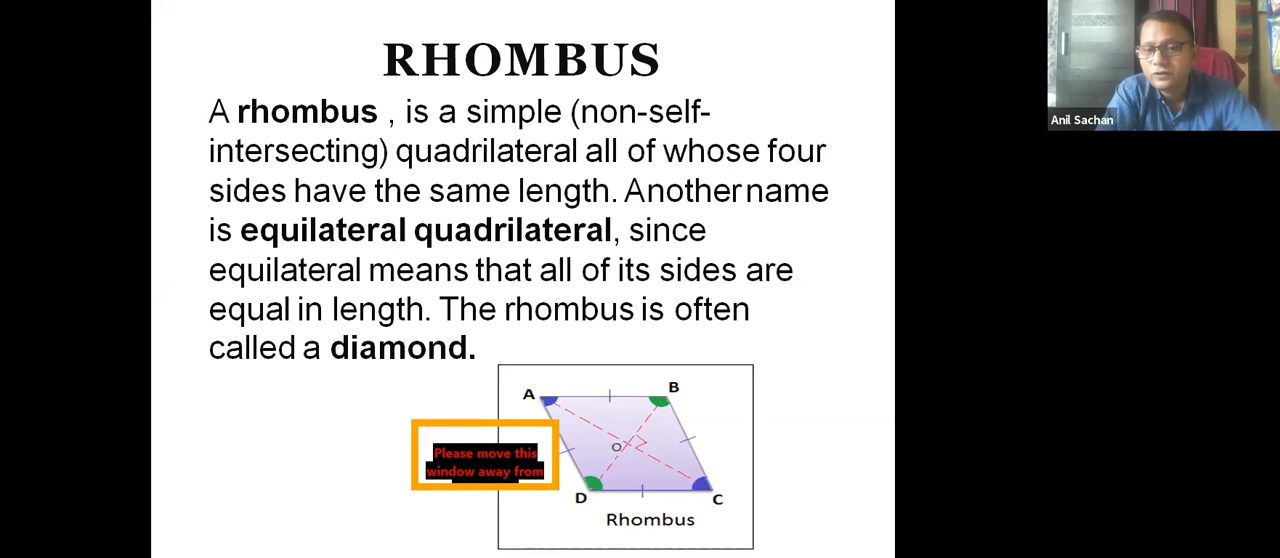 RHOMBUS
A rhombus , is a simple (non-self-
intersecting) quadrilateral all of whose four
sides have the same length. Another name
is equilateral quadrilateral, since
equilateral means that all of its sides are
equal in length. The rhombus is often
called a diamond.
A
B
O
D
C
Rhombus
Please move this
window away from
Anil Sachan